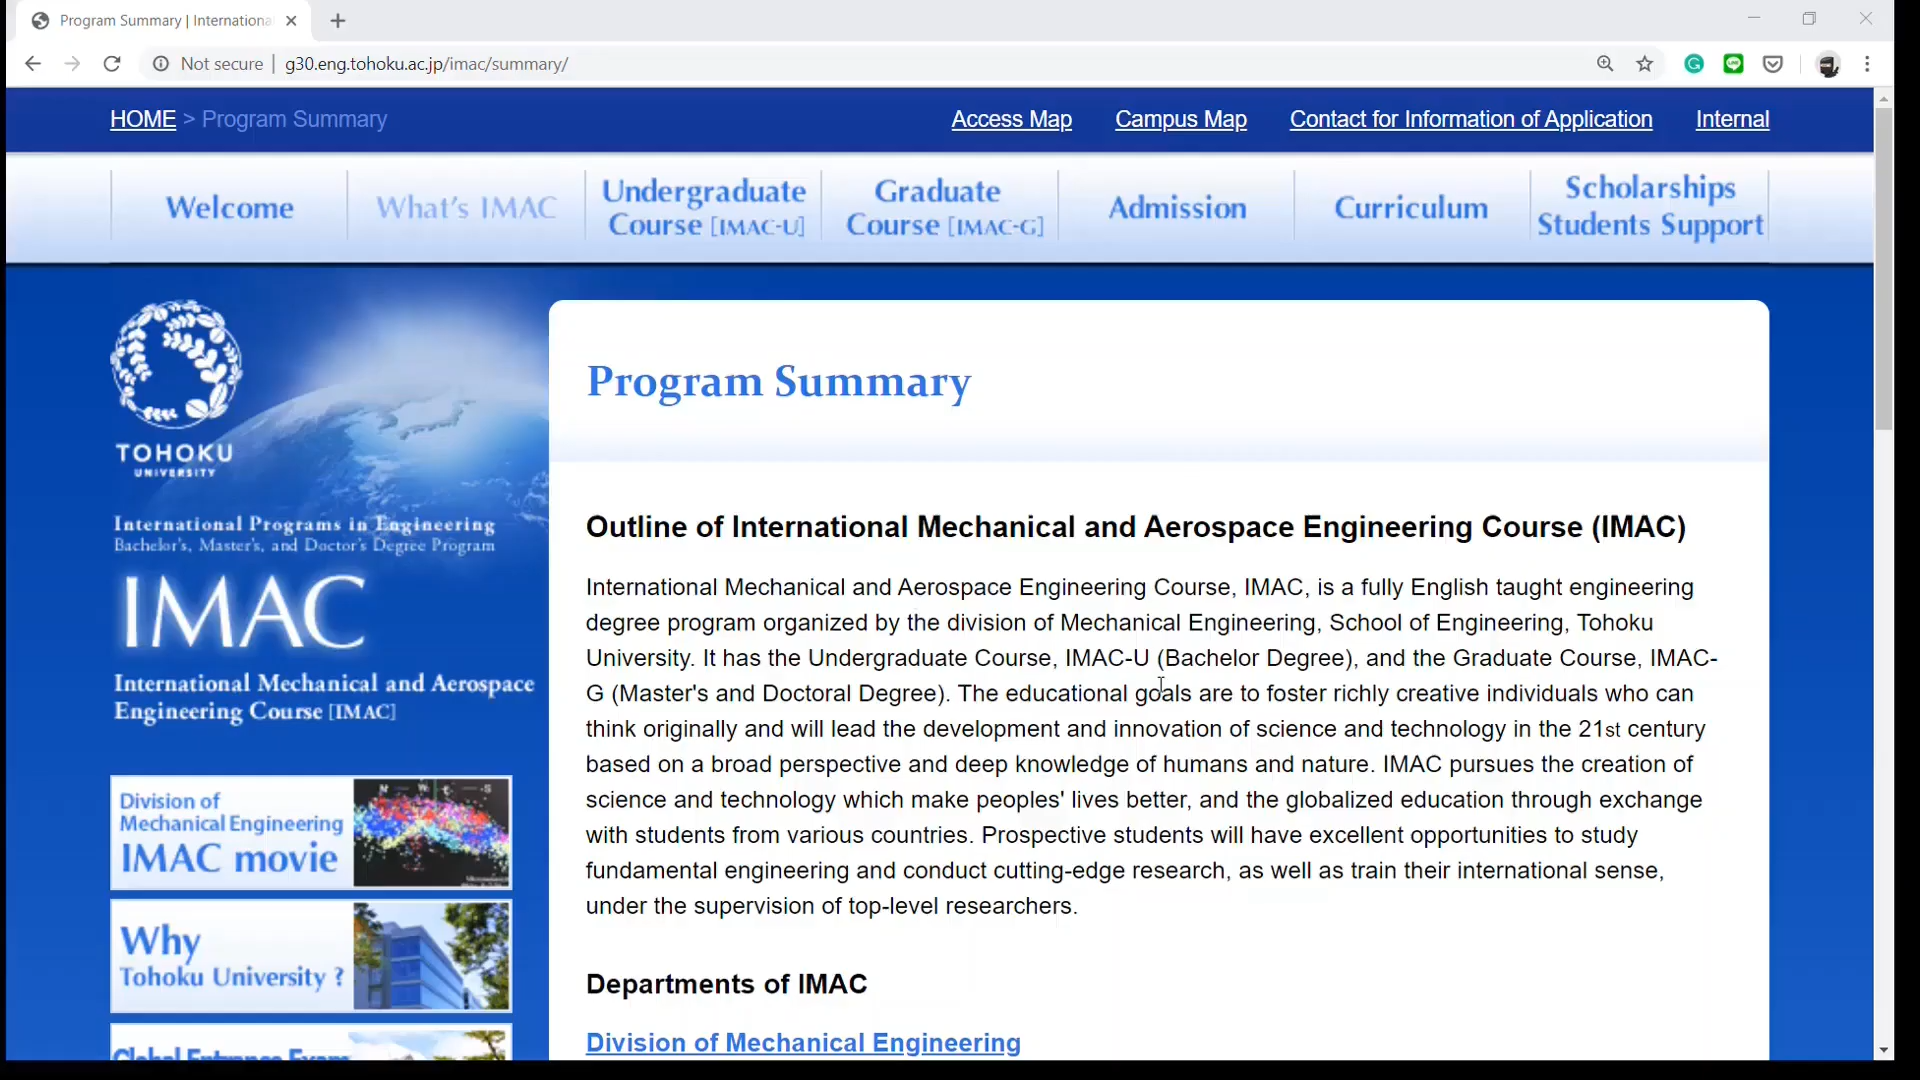 Program Summary | Internationa
Not secure | g30.eng.tohoku.ac.jp/imac/summary/
HOME > Program Summary
Access Map
Campus Map
Contact for Information of Application
Internal
Welcome
What's IMAC
Undergraduate
Course [IMAC-U]
Graduate
Course [IMAC-G]
Admission
Curriculum
Scholarships
Students Support
TOHOKU
UNIVERSITY
International Programs in Engineering
Bachelor's, Master's, and Doctor's Degree Program
IMAC
International Mechanical and Aerospace
Engineering Course [IMAC]
Division of
Mechanical Engineering
IMAC movie
Why
Tohoku University ?
Global Entrance Exam
Program Summary
Outline of International Mechanical and Aerospace Engineering Course (IMAC)
International Mechanical and Aerospace Engineering Course, IMAC, is a fully English taught engineering
degree program organized by the division of Mechanical Engineering, School of Engineering, Tohoku
University. It has the Undergraduate Course, IMAC-U (Bachelor Degree), and the Graduate Course, IMAC-
G (Master's and Doctoral Degree). The educational goals are to foster richly creative individuals who can
think originally and will lead the development and innovation of science and technology in the 21st century
based on a broad perspective and deep knowledge of humans and nature. IMAC pursues the creation of
science and technology which make peoples' lives better, and the globalized education through exchange
with students from various countries. Prospective students will have excellent opportunities to study
fundamental engineering and conduct cutting-edge research, as well as train their international sense,
under the supervision of top-level researchers.
Departments of IMAC
Division of Mechanical Engineering